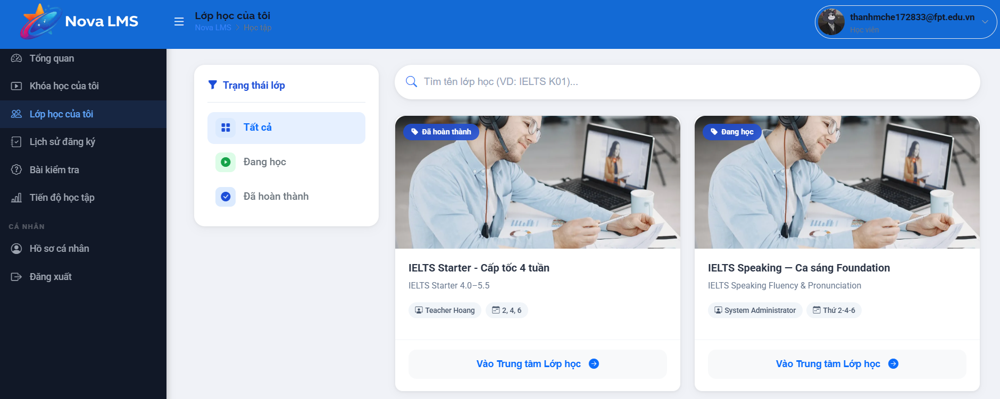 Nova LMS
Lớp học của tôi
Nova LMS > Học tập
thanhmche172833@fpt.edu.vn
Học viên
Tổng quan
Khóa học của tôi
Lớp học của tôi
Lịch sử đăng ký
Bài kiểm tra
Tiến độ học tập
CÁ NHÂN
Hồ sơ cá nhân
Đăng xuất
Trạng thái lớp
Tất cả
Đang học
Đã hoàn thành
Tìm tên lớp học (VD: IELTS K01)...
Đã hoàn thành
IELTS Starter - Cấp tốc 4 tuần
IELTS Starter 4.0–5.5
Teacher Hoang
2, 4, 6
Vào Trung tâm Lớp học
Đang học
IELTS Speaking — Ca sáng Foundation
IELTS Speaking Fluency & Pronunciation
System Administrator
Thứ 2-4-6
Vào Trung tâm Lớp học